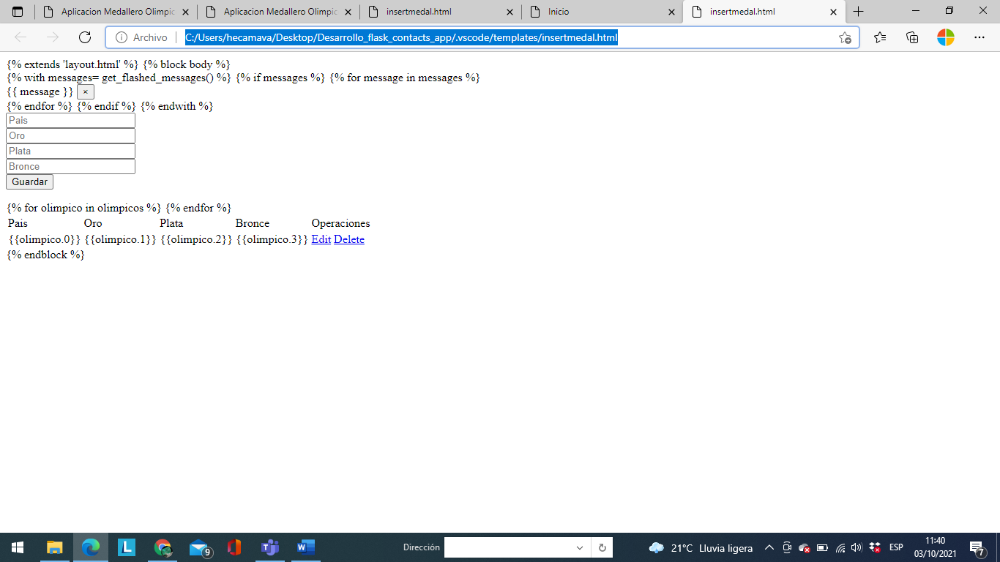 Aplicacion Medallero Olimpic
Aplicacion Medallero Olimpic
insertmedal.html
Inicio
insertmedal.html
Archivo
C:/Users/hecamava/Desktop/Desarrollo_flask_contacts_app/.vscode/templates/insertmedal.html
{% extends 'layout.html' %} {% block body %}
{% with messages= get_flashed_messages() %} {% if messages %} {% for message in messages %}
{{ message }} ×
{% endfor %} {% endif %} {% endwith %}
Pais
Oro
Plata
Bronce
Guardar
{% for olimpico in olimpicos %} {% endfor %}
Pais Oro Plata Bronce Operaciones
{{olimpico.0}} {{olimpico.1}} {{olimpico.2}} {{olimpico.3}} Edit Delete
{% endblock %}
L
9
T
W
Dirección
21°C Lluvia ligera
ESP
11:40
03/10/2021
7